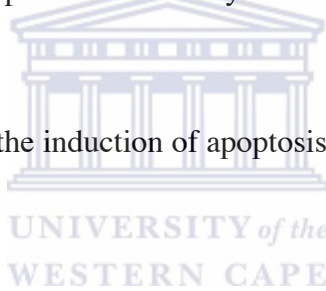 the induction of apoptosis
UNIVERSITY of the
WESTERN CAPE